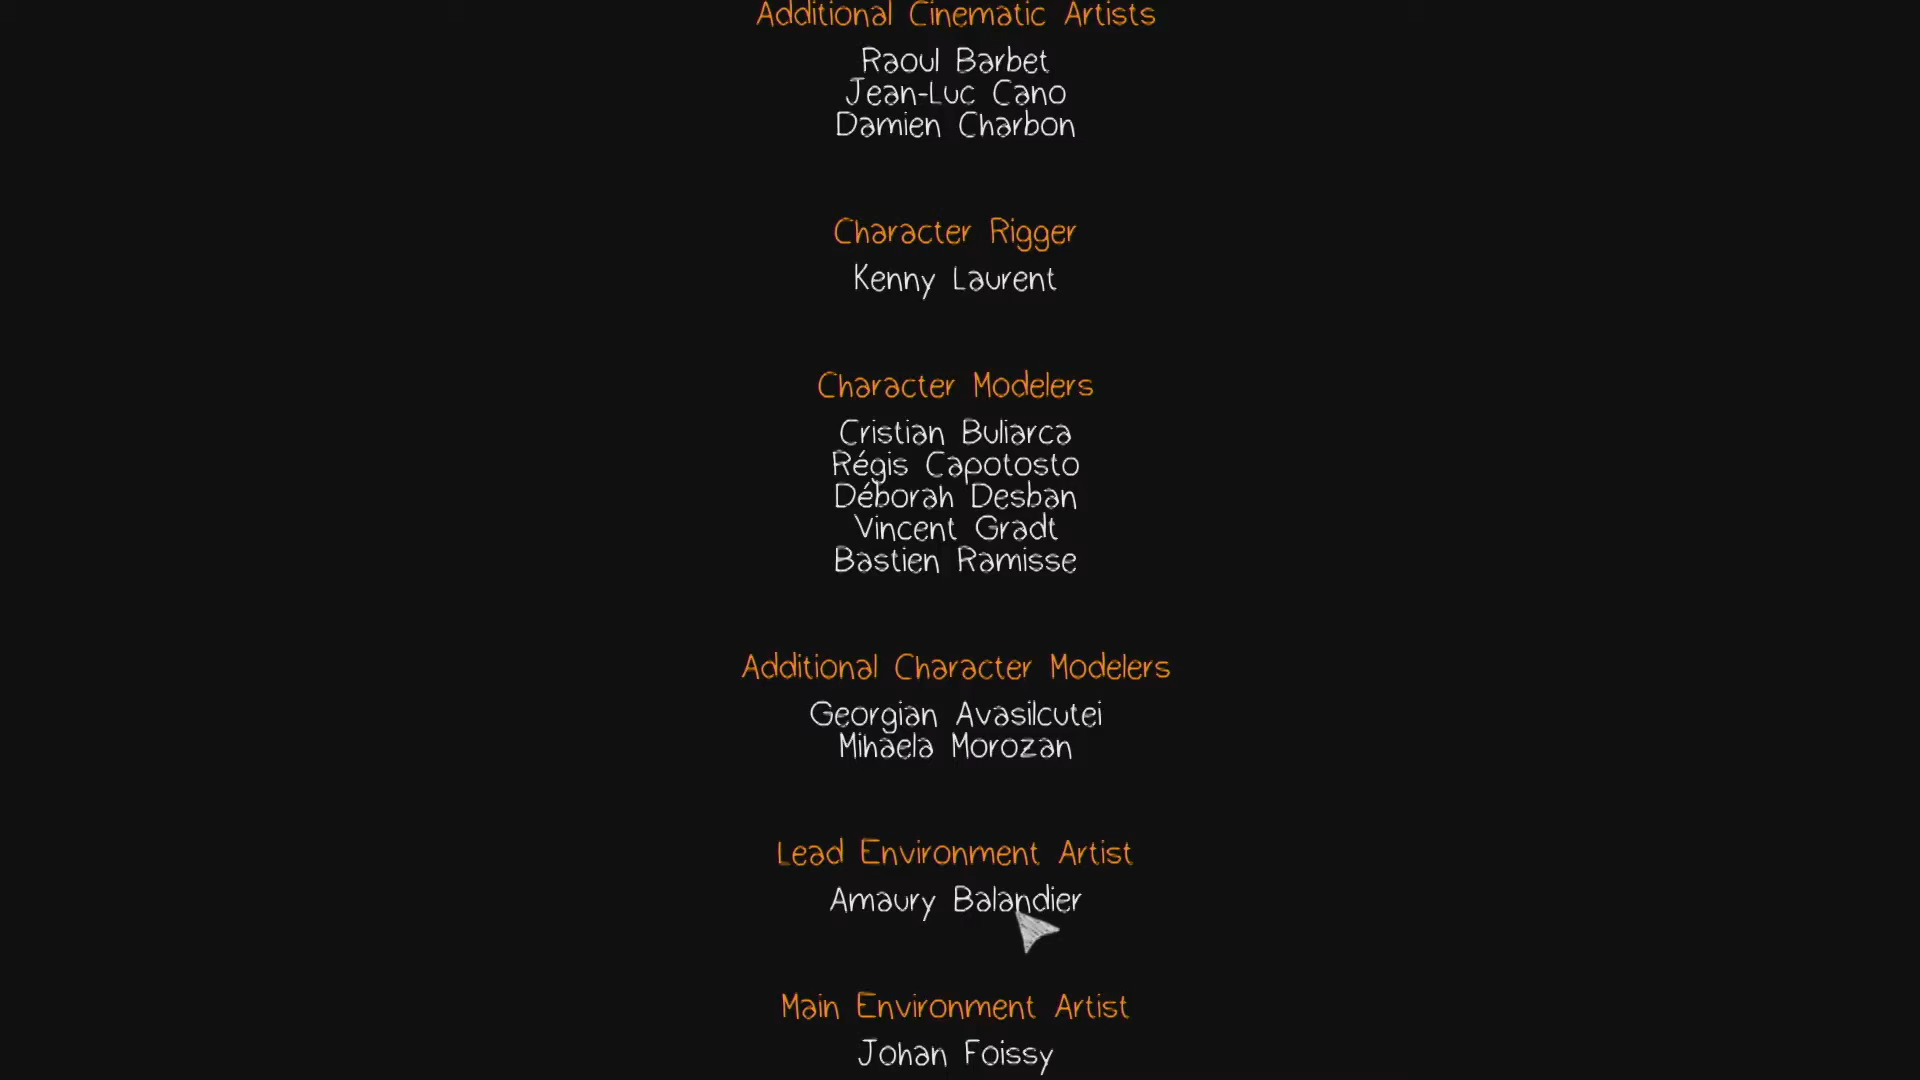 Additional Cinematic Artists
Raoul Barbet
Jean-Luc Cano
Damien Charbon
Character Rigger
Kenny Laurent
Character Modelers
Cristian Buliarca
Régis Capotosto
Déborah Desban
Vincent Gradt
Bastien Ramisse
Additional Character Modelers
Georgian Avasilcutei
Mihaela Morozan
Lead Environment Artist
Amaury Balandier
Main Environment Artist
Johan Foissy